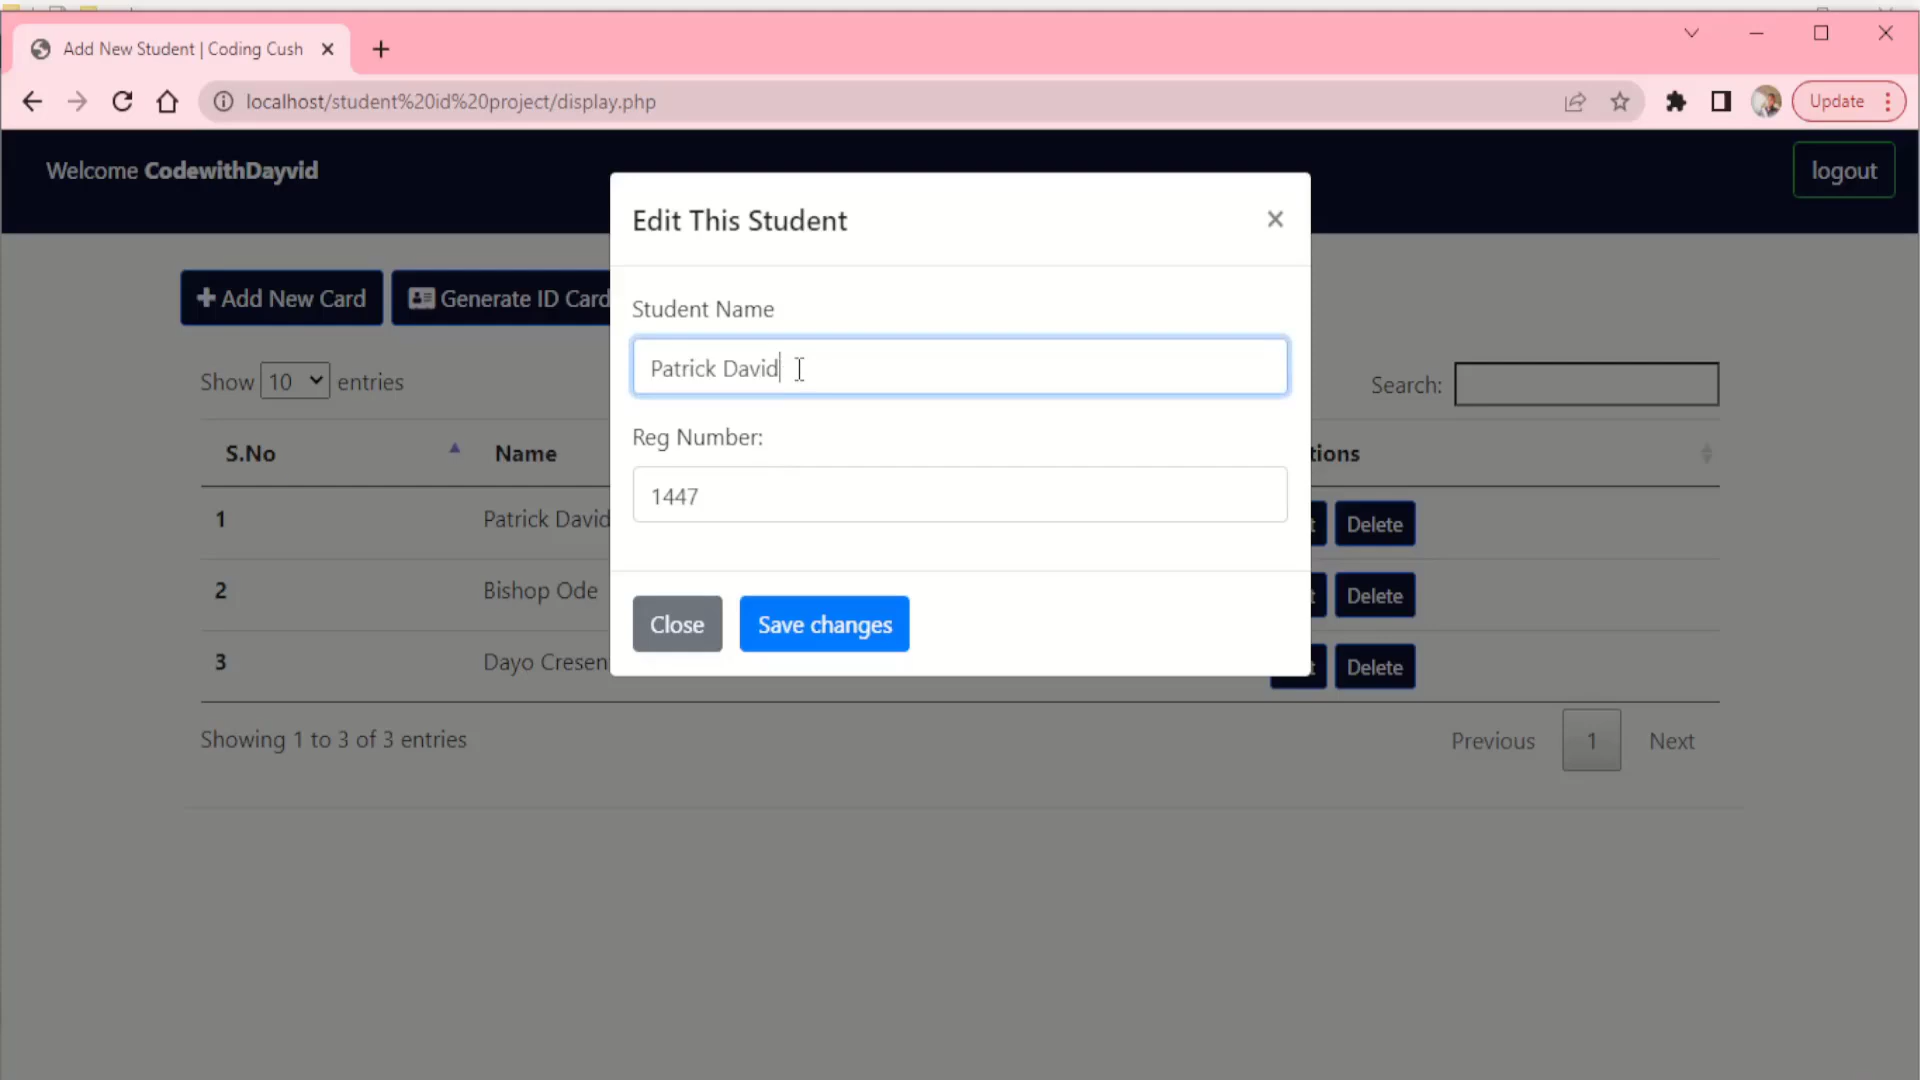 Add New Student | Coding Cush
localhost/student%20id%20project/display.php
Update
Welcome CodewithDayvid
logout
Edit This Student
Add New Card
Generate ID Card
Student Name
Patrick David
Show 10 entries
Search:
Reg Number:
1447
S.No
Name
tions
1
Patrick David
Delete
2
Bishop Ode
Delete
3
Dayo Cresen
Delete
Close
Save changes
Showing 1 to 3 of 3 entries
Previous
1
Next